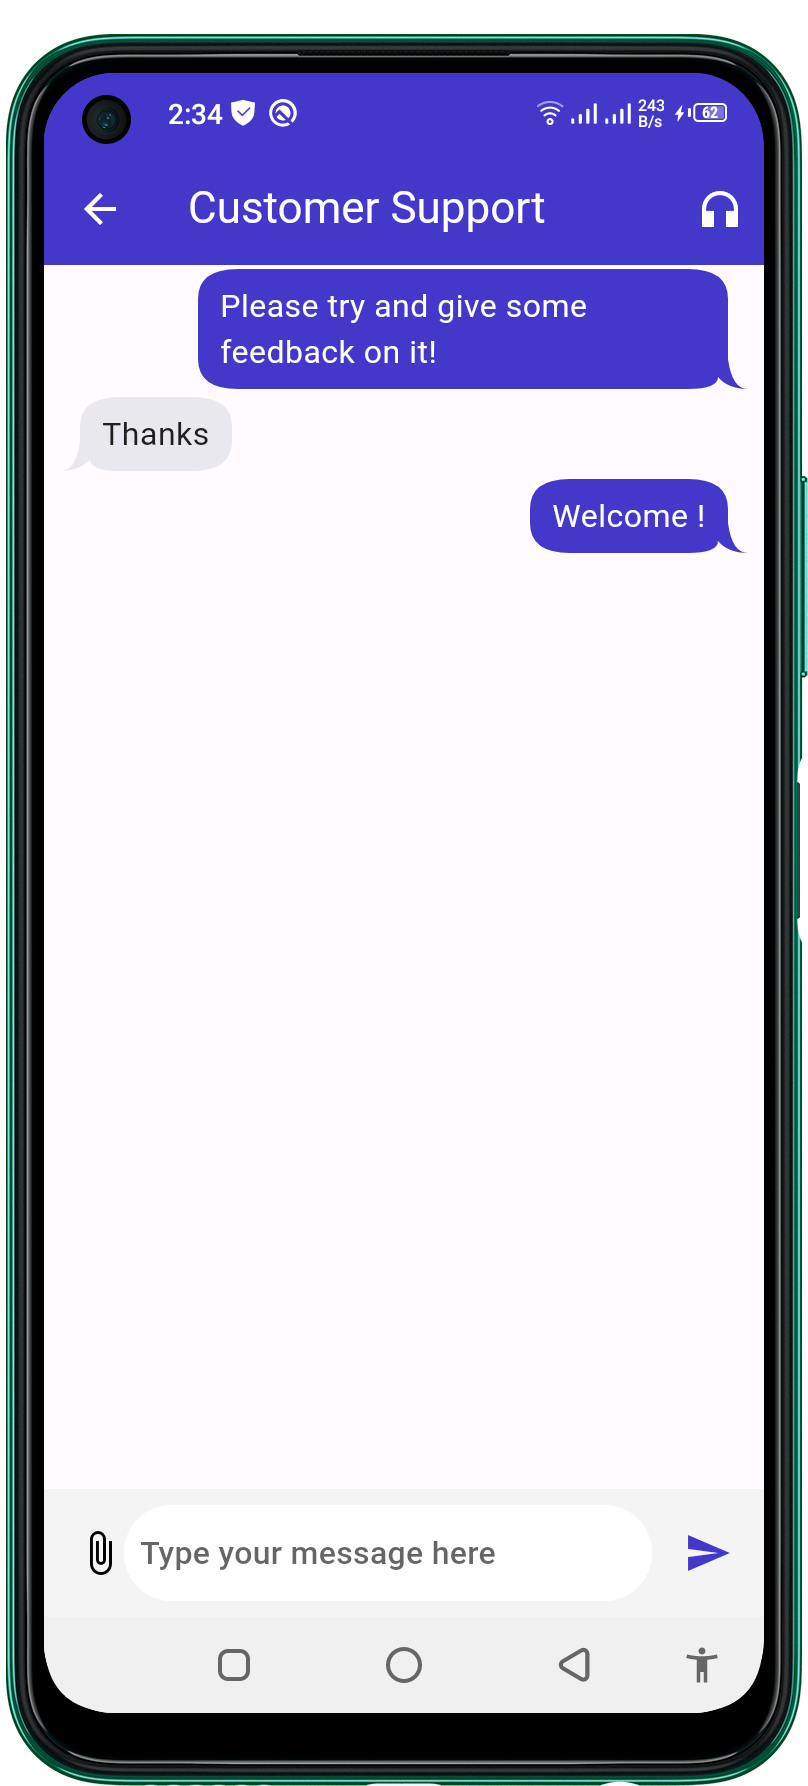 2:34
243
B/s
62
Customer Support
Please try and give some
feedback on it!
Thanks
Welcome !
Type your message here